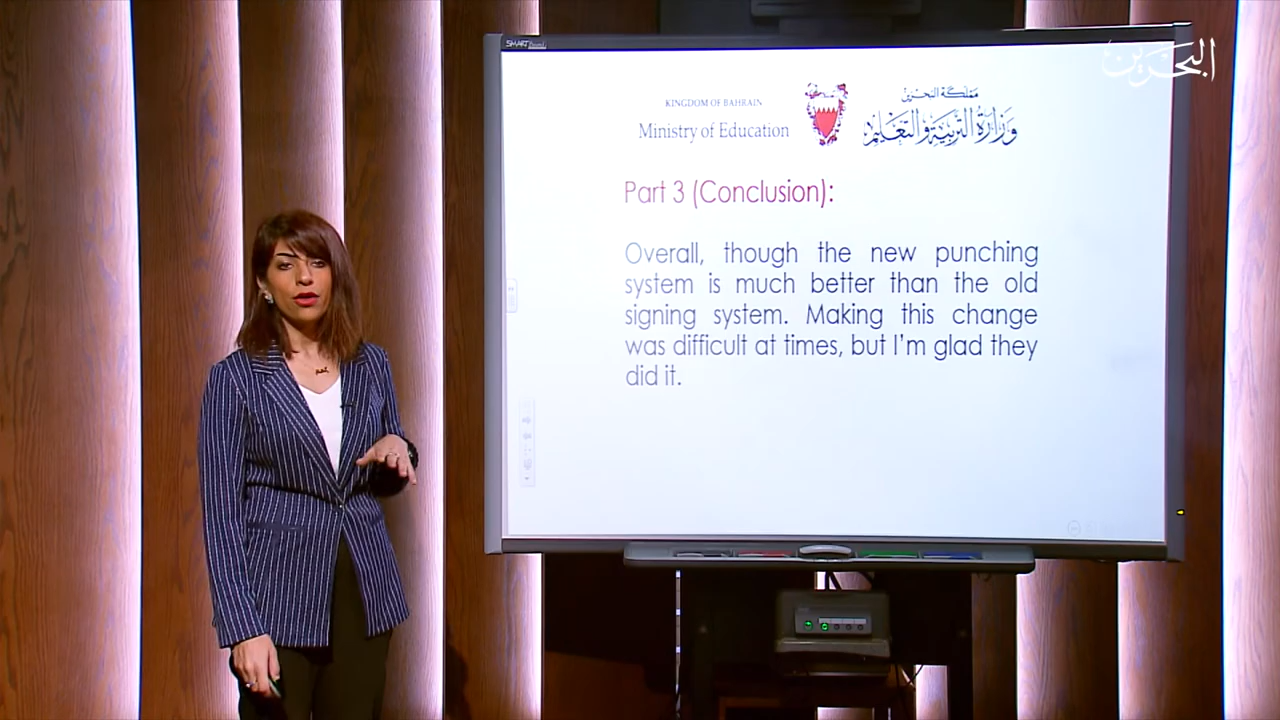 SMART Board
البحرين
KINGDOM OF BAHRAIN
Ministry of Education
مملكة البحرين
وزارة التربية والتعليم
Part 3 (Conclusion):
Overall, though the new punching
system is much better than the old
signing system. Making this change
was difficult at times, but I'm glad they
did it.